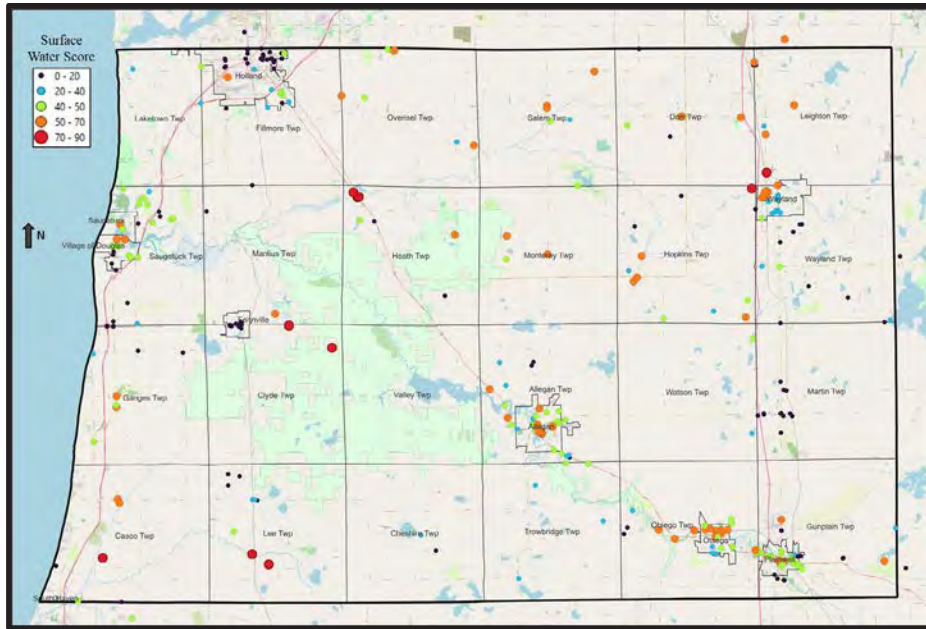 Surface
Water Score
0 - 20
20 - 40
40 - 50
50 - 70
70 - 90
N
Holland
Laketown Twp
Fillmore Twp
Overisel Twp
Salem Twp
Dorr Twp
Leighton Twp
Saugatuck
Village of Douglas
Saugatuck Twp
Manlius Twp
Heath Twp
Monterey Twp
Hopkins Twp
Wayland
Wayland Twp
Fennville
Ganges Twp
Clyde Twp
Valley Twp
Allegan Twp
Allegan
Watson Twp
Martin Twp
Casco Twp
Lee Twp
Cheshire Twp
Trowbridge Twp
Otsego Twp
Otsego
Gunplain Twp
South Haven